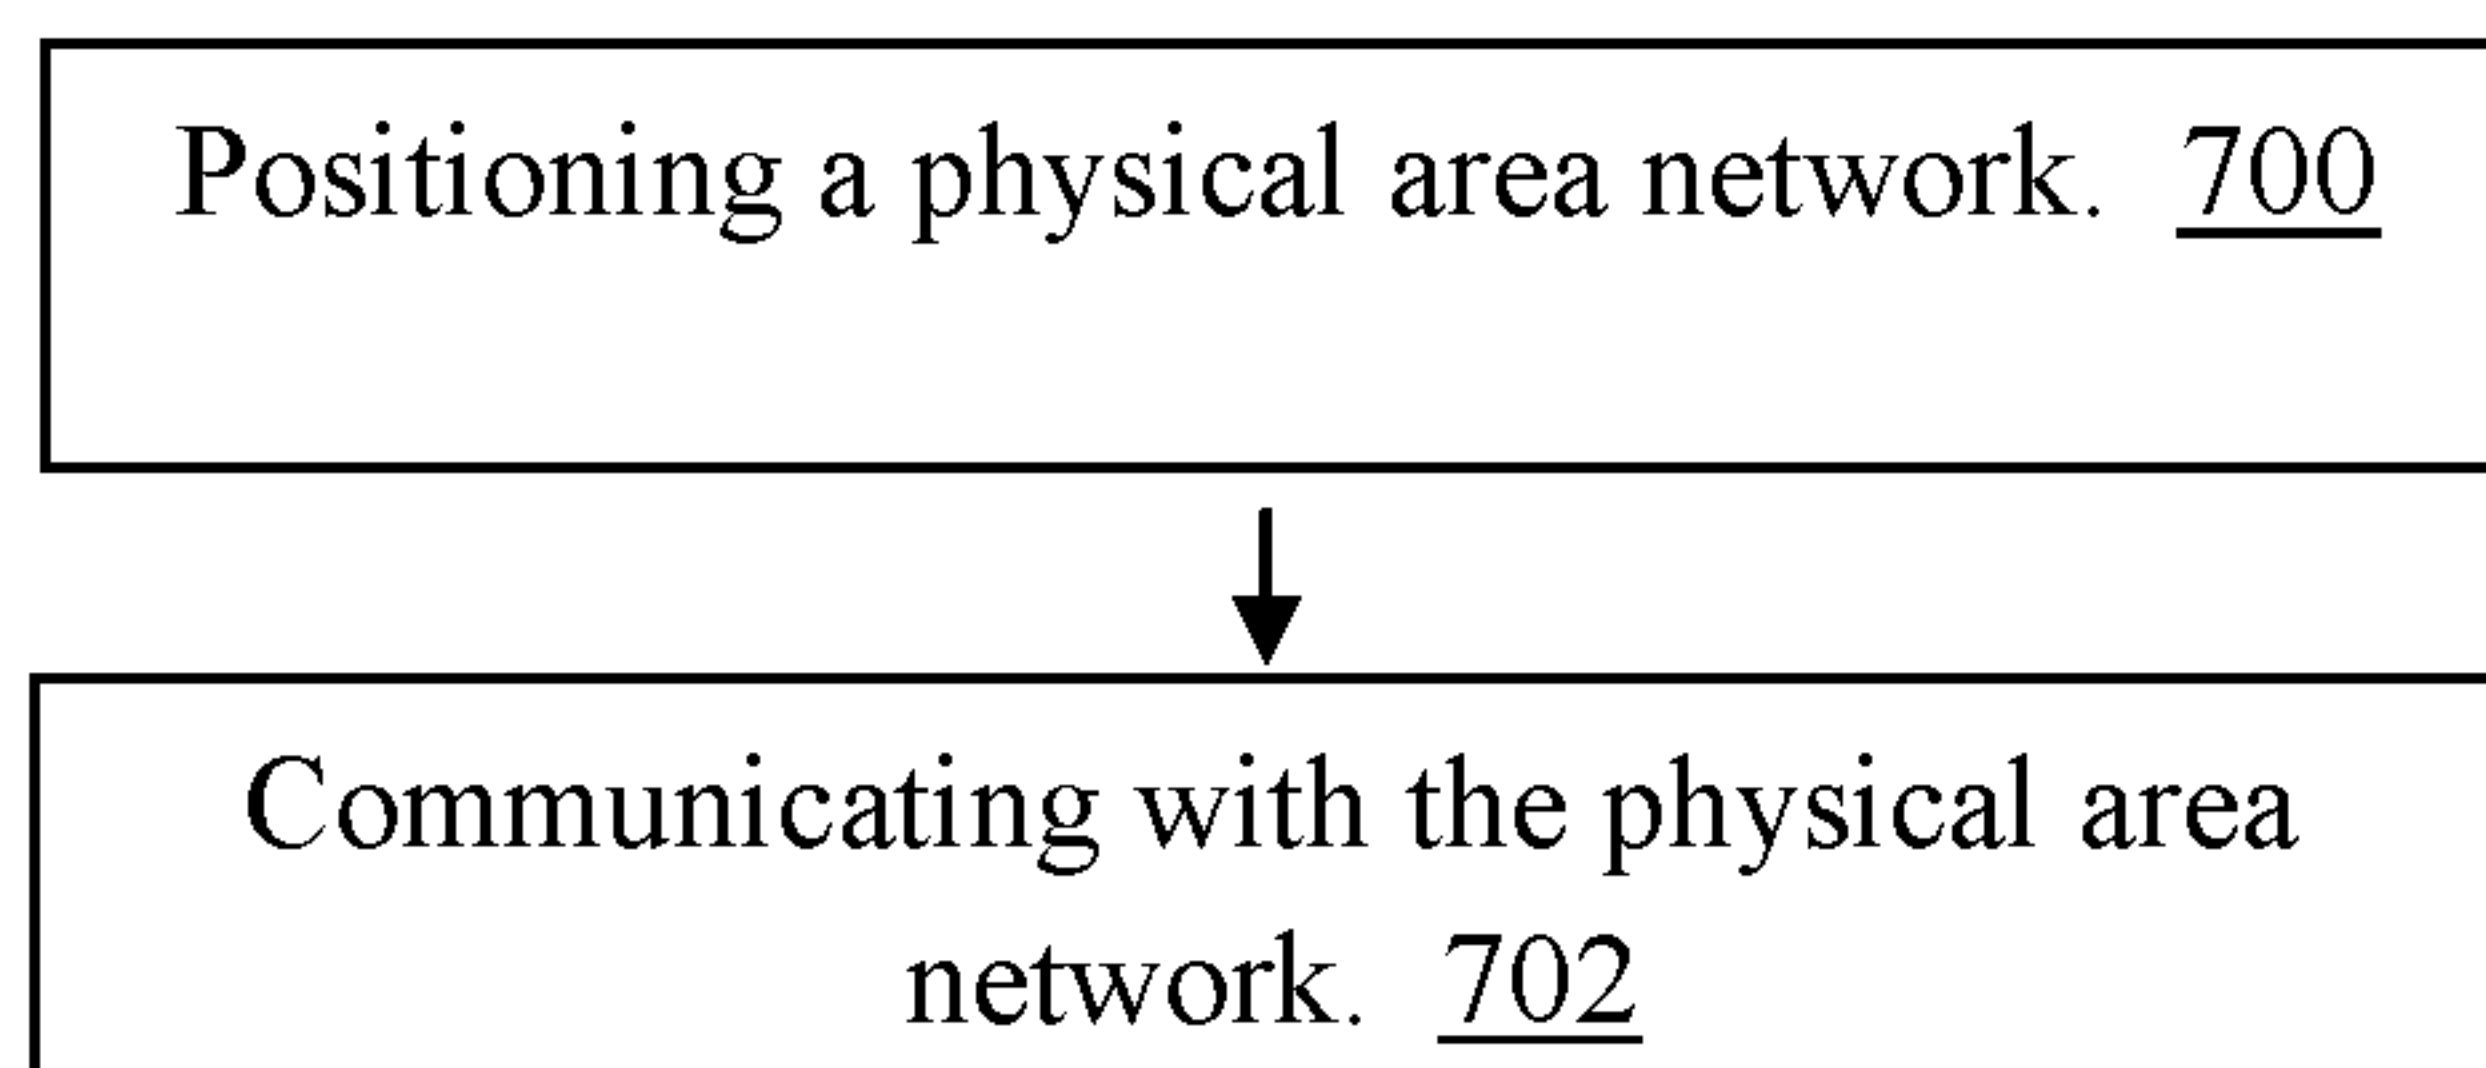 Positioning a physical area network. 700
Communicating with the physical area
network. 702